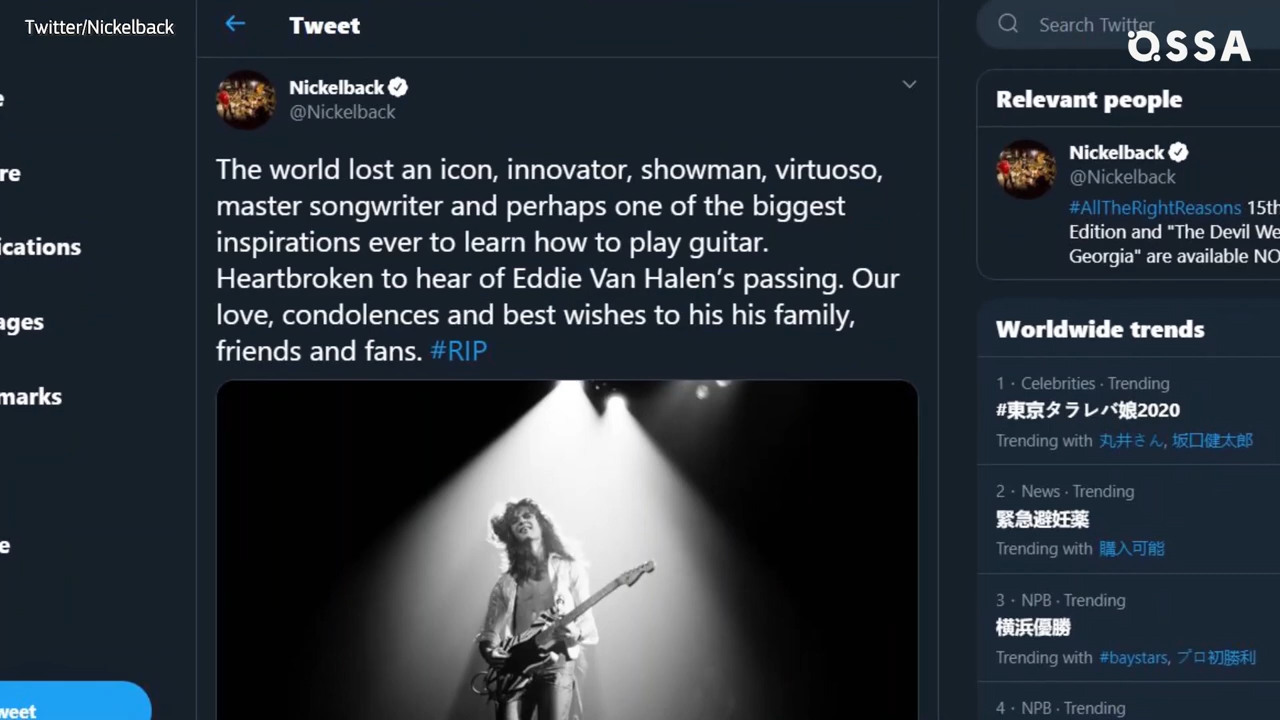 Twitter/Nickelback
Tweet
Search Twitter
QSSA
e
re
ications
ages
marks
e
weet
Nickelback
@Nickelback
The world lost an icon, innovator, showman, virtuoso,
master songwriter and perhaps one of the biggest
inspirations ever to learn how to play guitar.
Heartbroken to hear of Eddie Van Halen’s passing. Our
love, condolences and best wishes to his his family,
friends and fans. #RIP
Relevant people
Nickelback
@Nickelback
#AllTheRightReasons 15th
Edition and "The Devil We
Georgia" are available NO
Worldwide trends
1 · Celebrities · Trending
#東京タラレバ娘2020
Trending with 丸井さん, 坂口健太郎
2 · News · Trending
緊急避妊薬
Trending with 購入可能
3 · NPB · Trending
横浜優勝
Trending with #baystars, プロ初勝利
4 · NPB · Trending